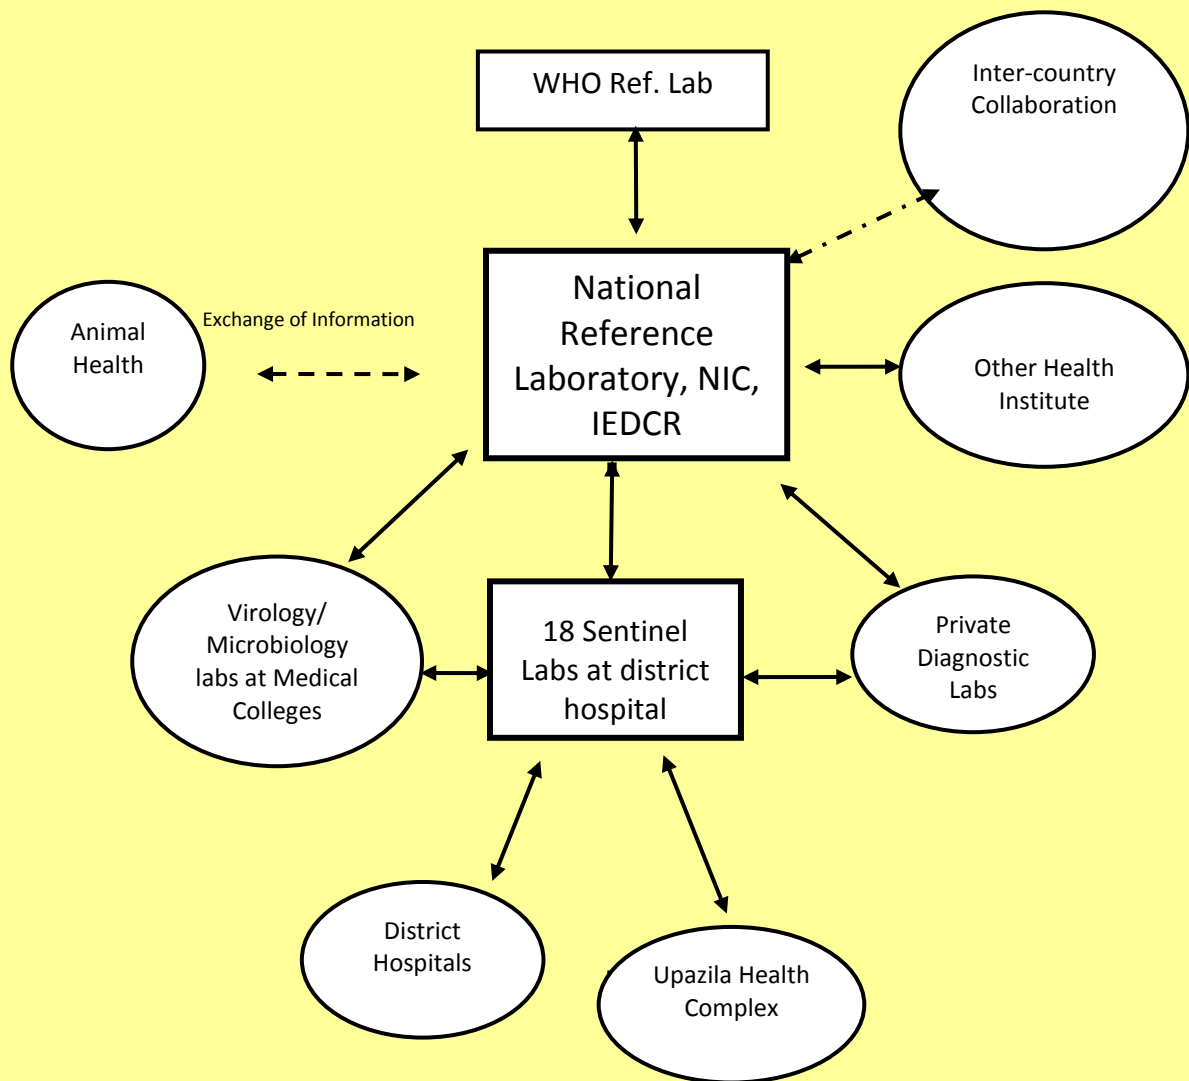 WHO Ref. Lab
Inter-country
Collaboration
National
Reference
Laboratory, NIC,
IEDCR
Animal
Health
Exchange of Information
Other Health
Institute
Virology/
Microbiology
labs at Medical
Colleges
18 Sentinel
Labs at district
hospital
Private
Diagnostic
Labs
District
Hospitals
Upazila Health
Complex